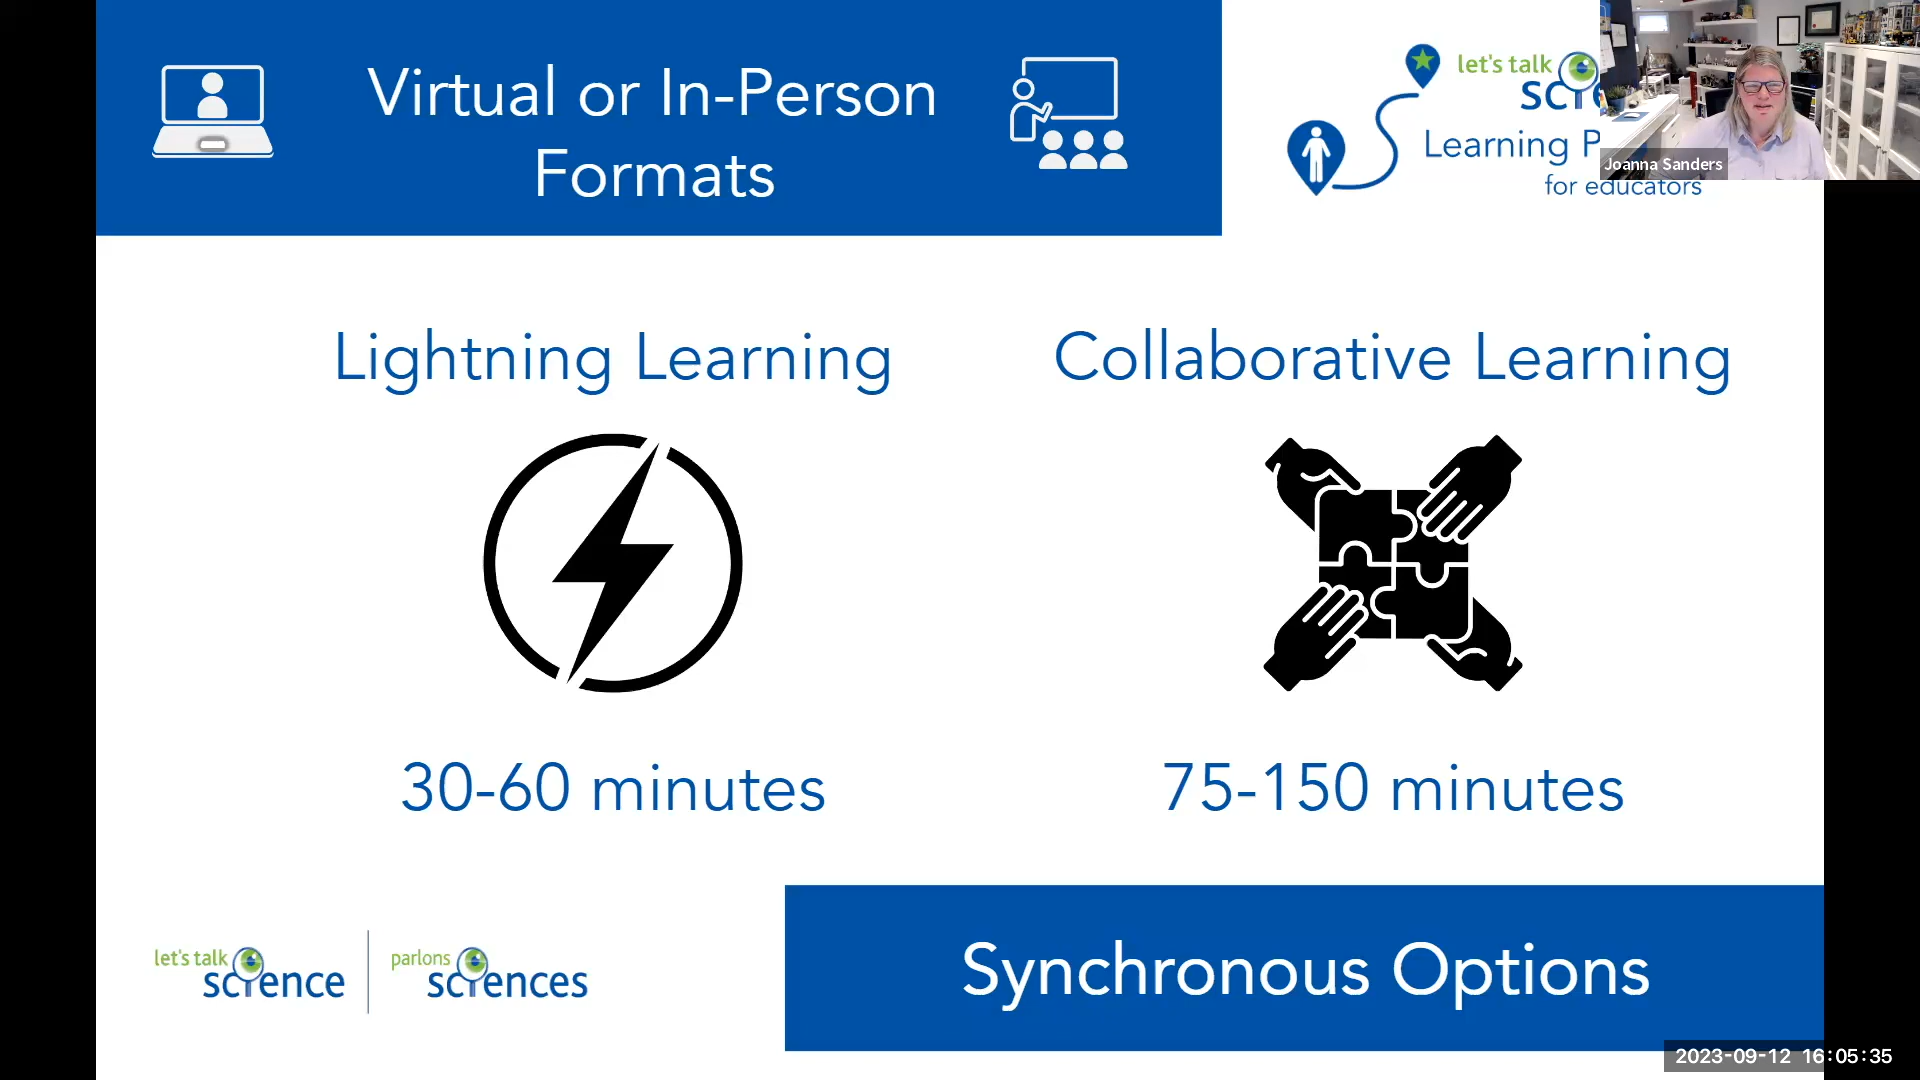 Virtual or In-Person
Formats
let's talk
Learning
for educators
Joanna Sanders
Lightning Learning
Collaborative Learning
30-60 minutes
75-150 minutes
let's talk
science
parlons
sciences
Synchronous Options
2023-09-12 16:05:35